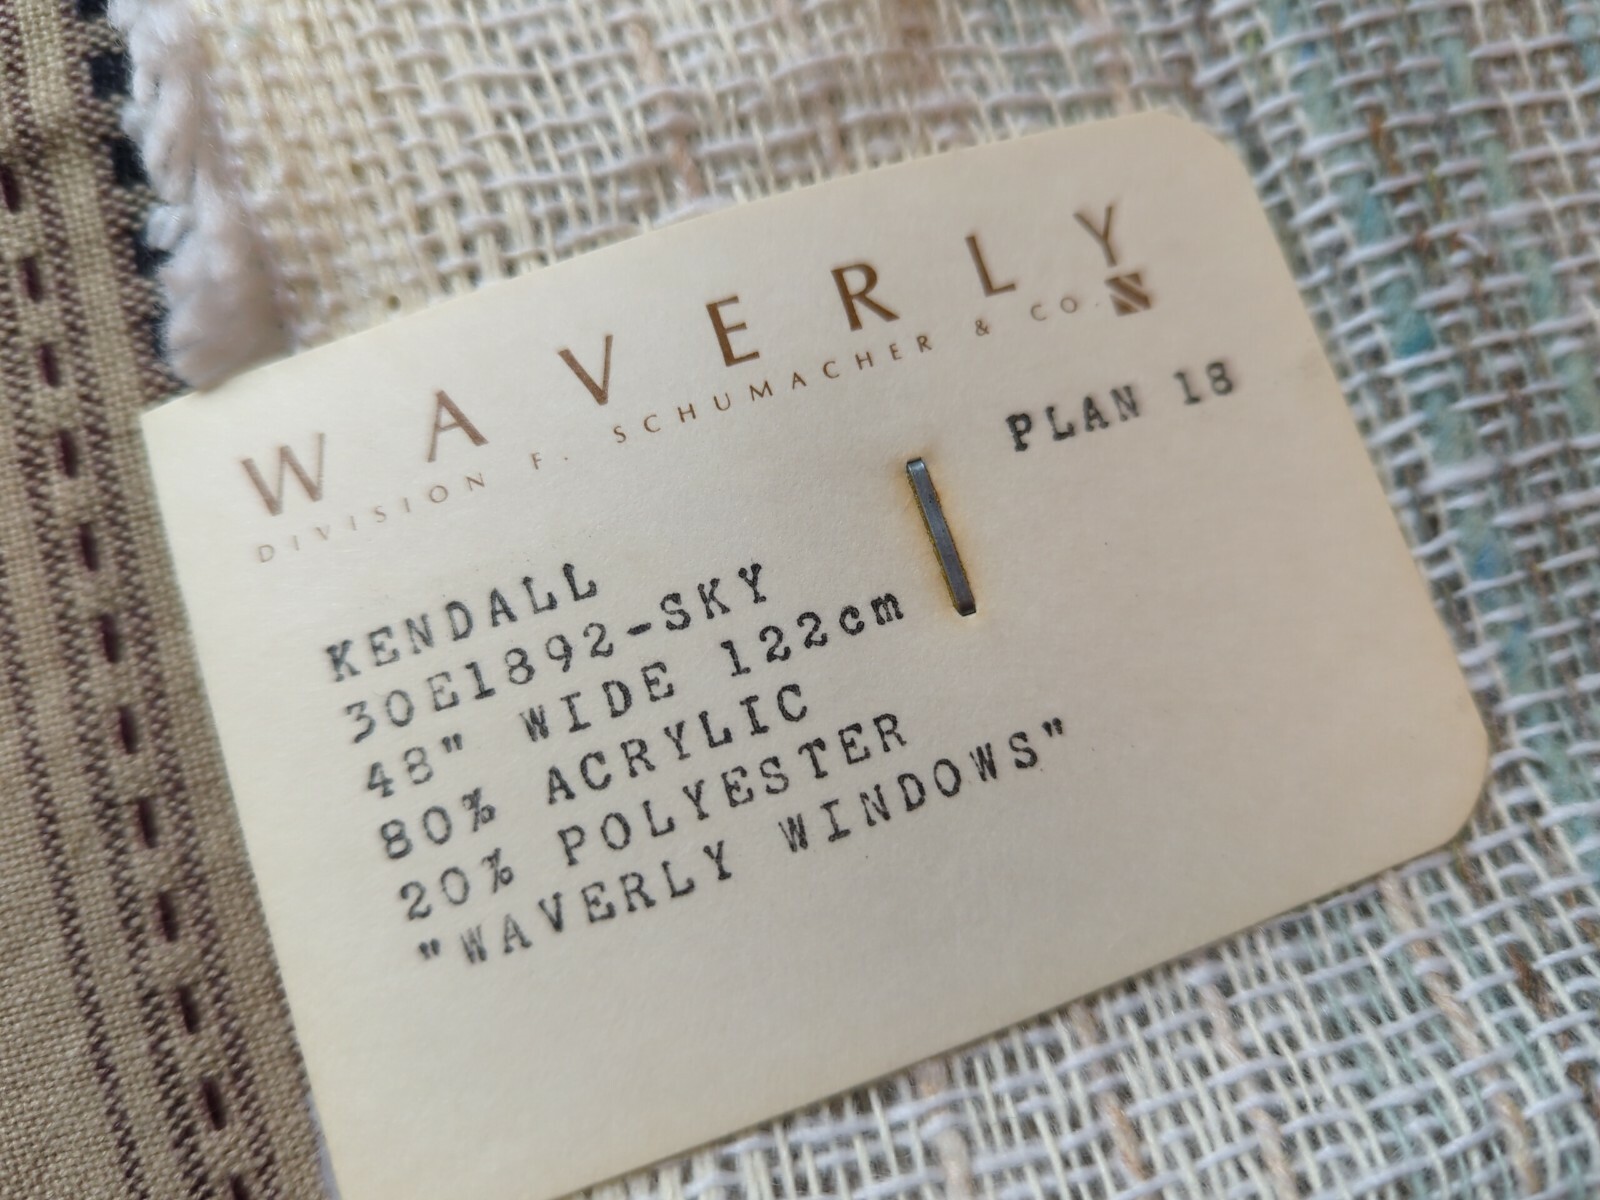 WAVERLY
DIVISION F. SCHUMACHER & CO.
PLAN 18
KENDALL
30E1892-SKY
48" WIDE 122cm
80% ACRYLIC
20% POLYESTER
"WAVERLY WINDOWS"